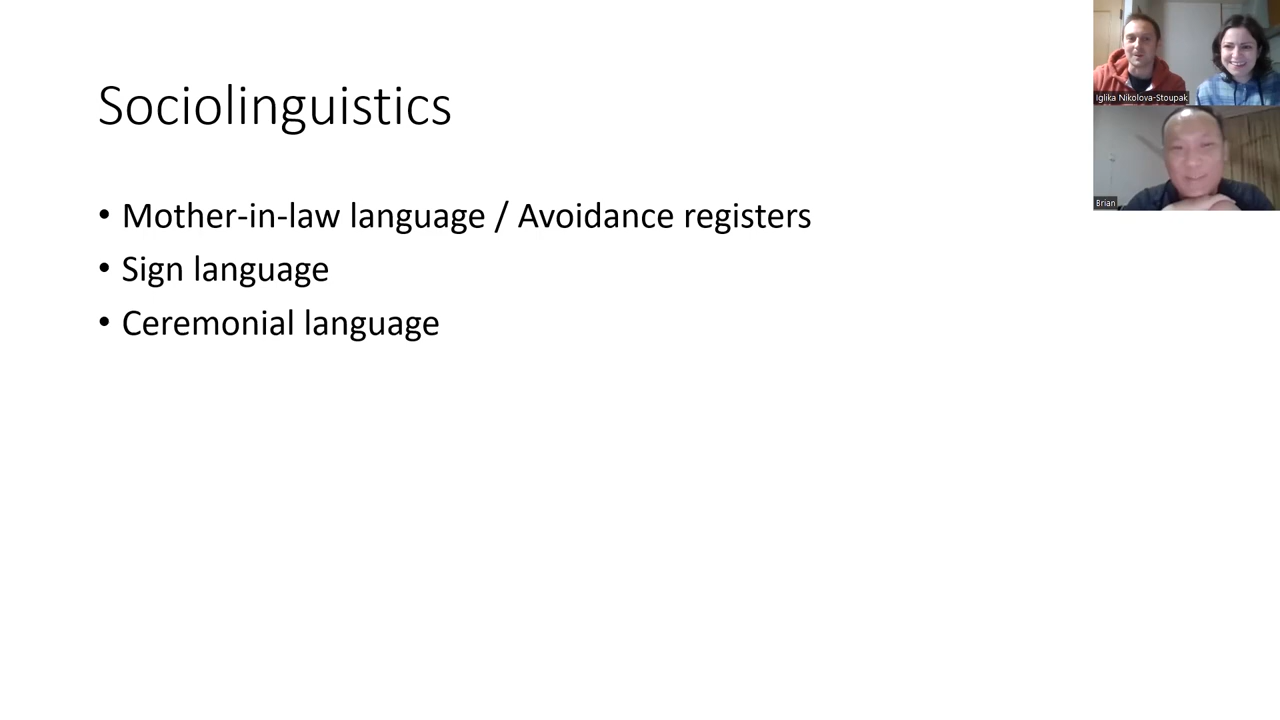 Sociolinguistics
• Mother-in-law language / Avoidance registers
• Sign language
• Ceremonial language
Iglika Nikolova-Stoupak
Brian